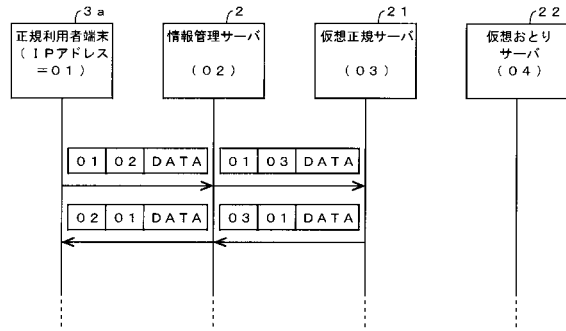 3a
2
21
22
正規利用者端末
(IPアドレス
=01)
情報管理サーバ
(02)
仮想正規サーバ
(03)
仮想おとり
サーバ
(04)
01 02 DATA
01 03 DATA
02 01 DATA
03 01 DATA